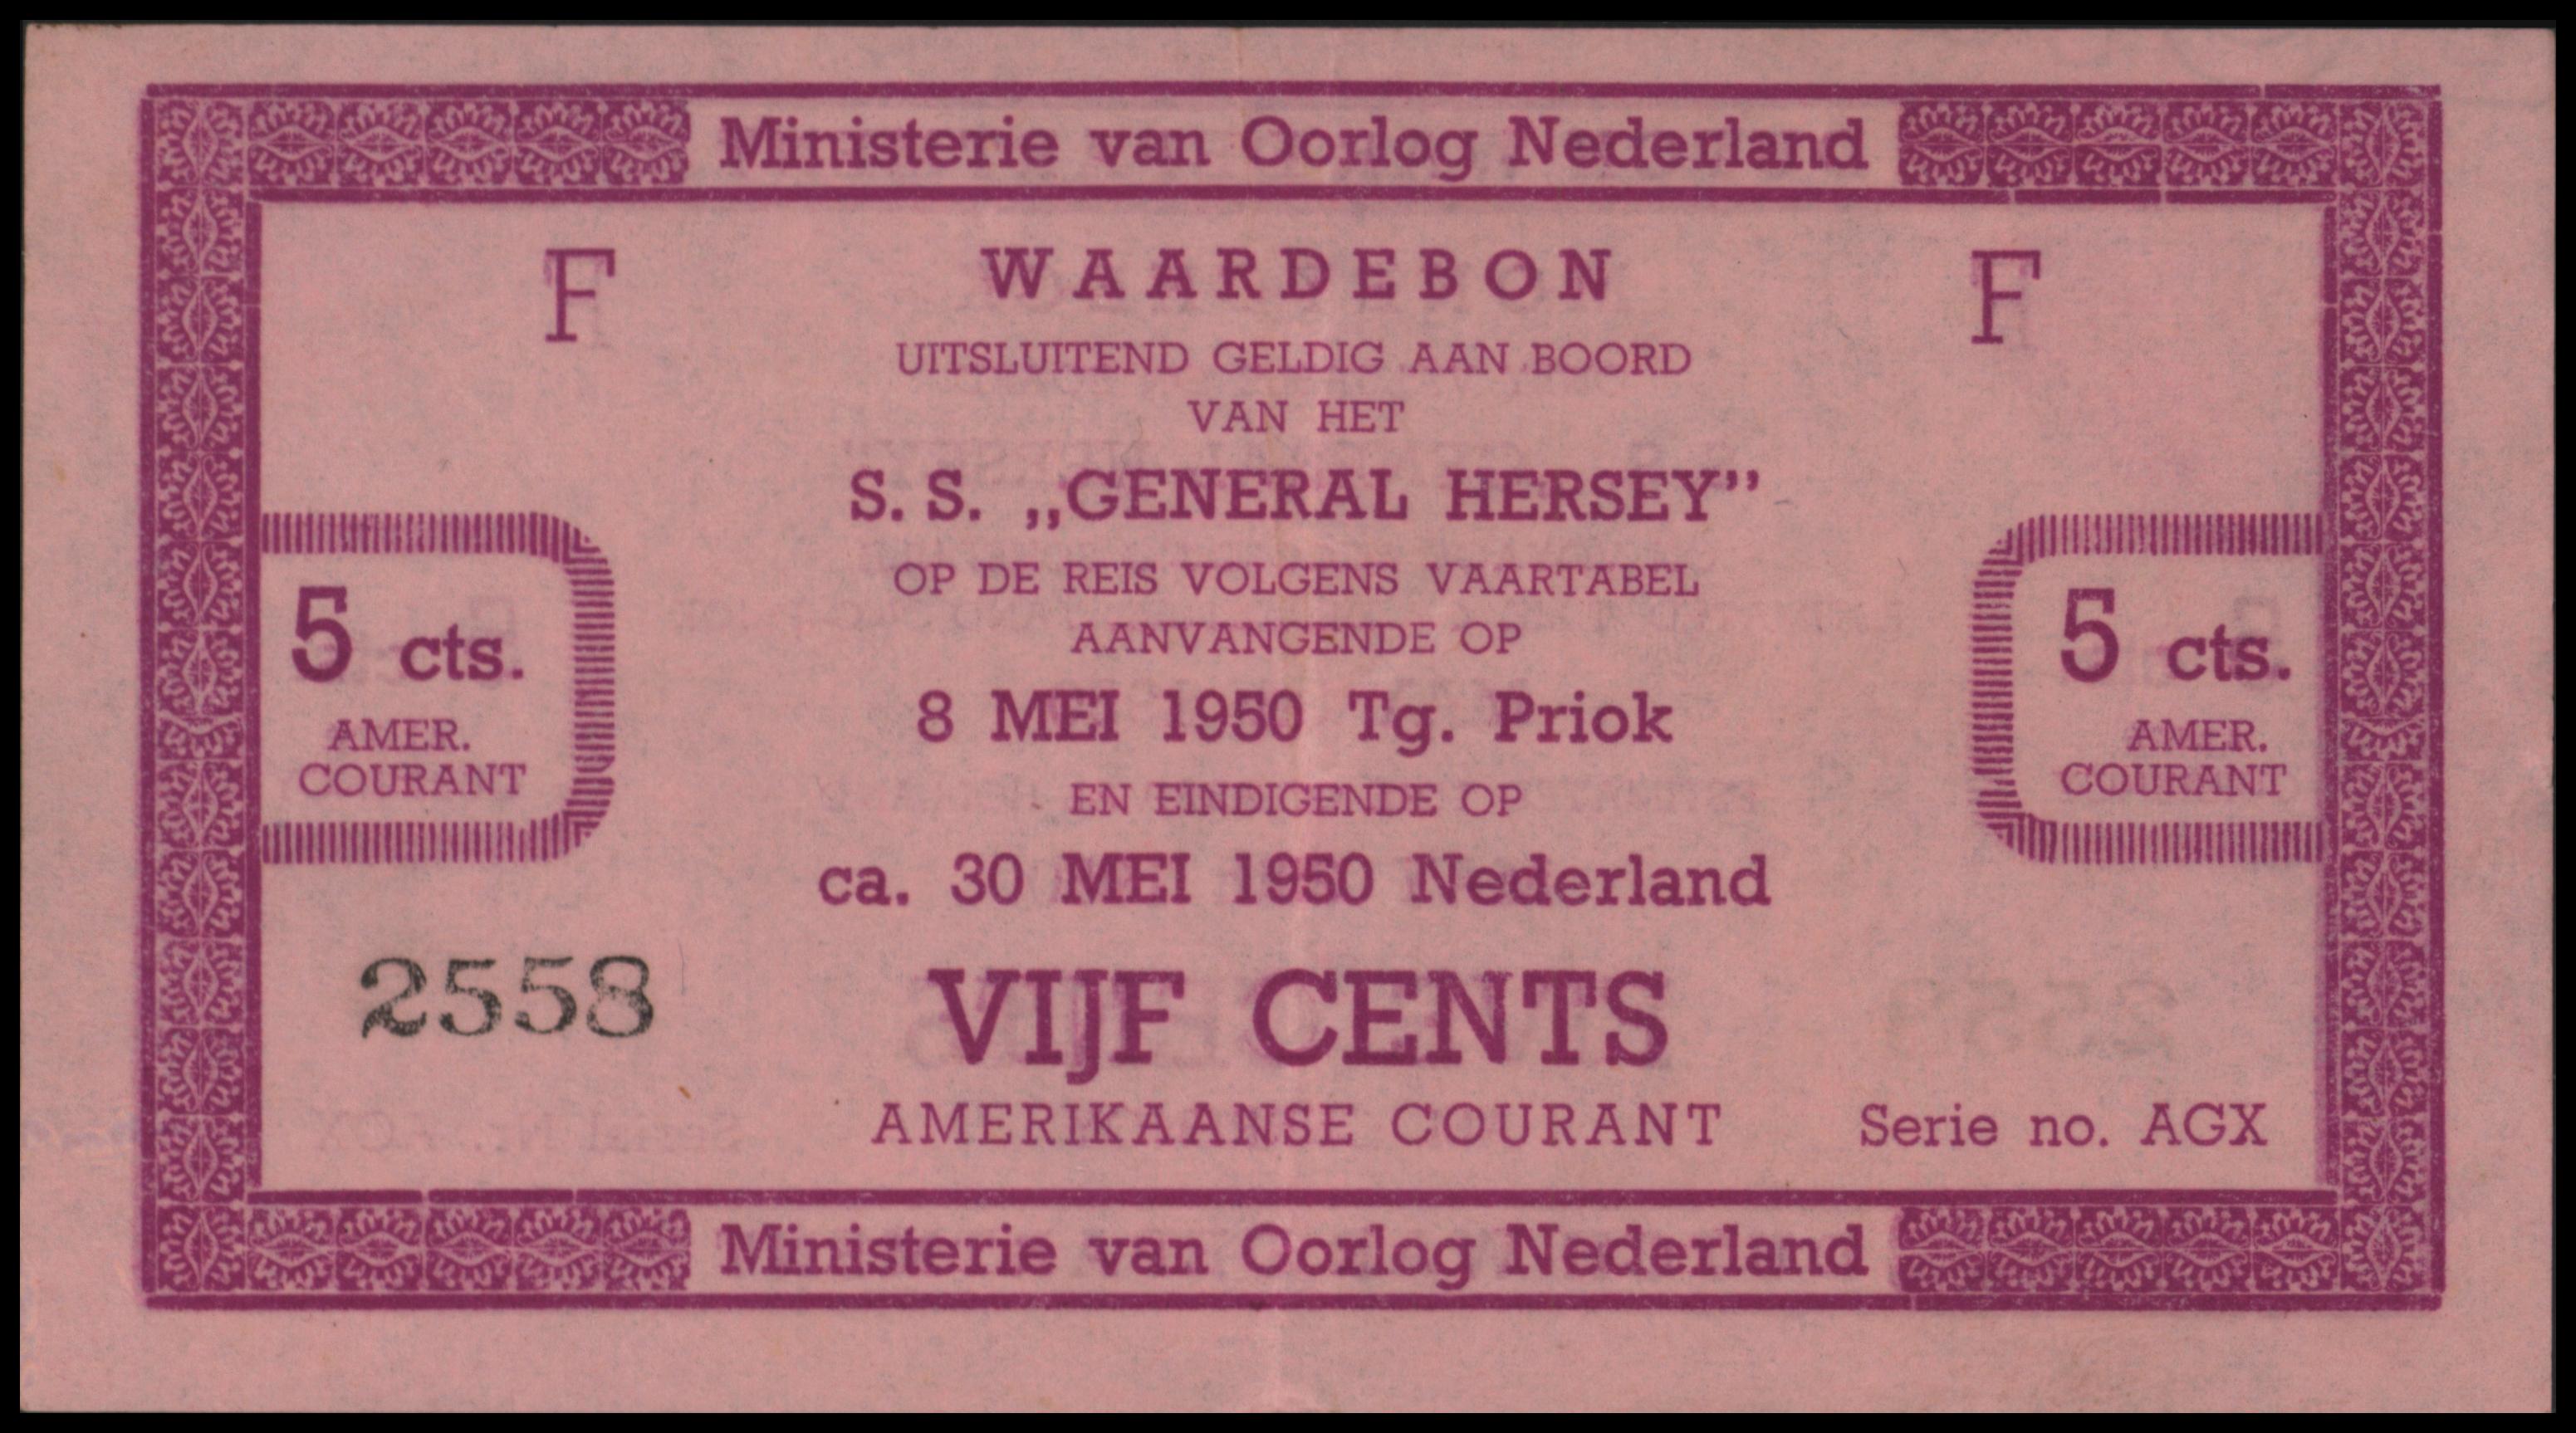 Ministerie van Oorlog Nederland
F WAARDEBON F
UITSLUITEND GELDIG AAN BOORD
VAN HET
S. S. „GENERAL HERSEY”
OP DE REIS VOLGENS VAARTABEL
AANVANGENDE OP
8 MEI 1950 Tg. Priok
EN EINDIGENDE OP
ca. 30 MEI 1950 Nederland
5 cts.
AMER.
COURANT
5 cts.
AMER.
COURANT
2558
VIJF CENTS
AMERIKAANSE COURANT
Serie no. AGX
Ministerie van Oorlog Nederland